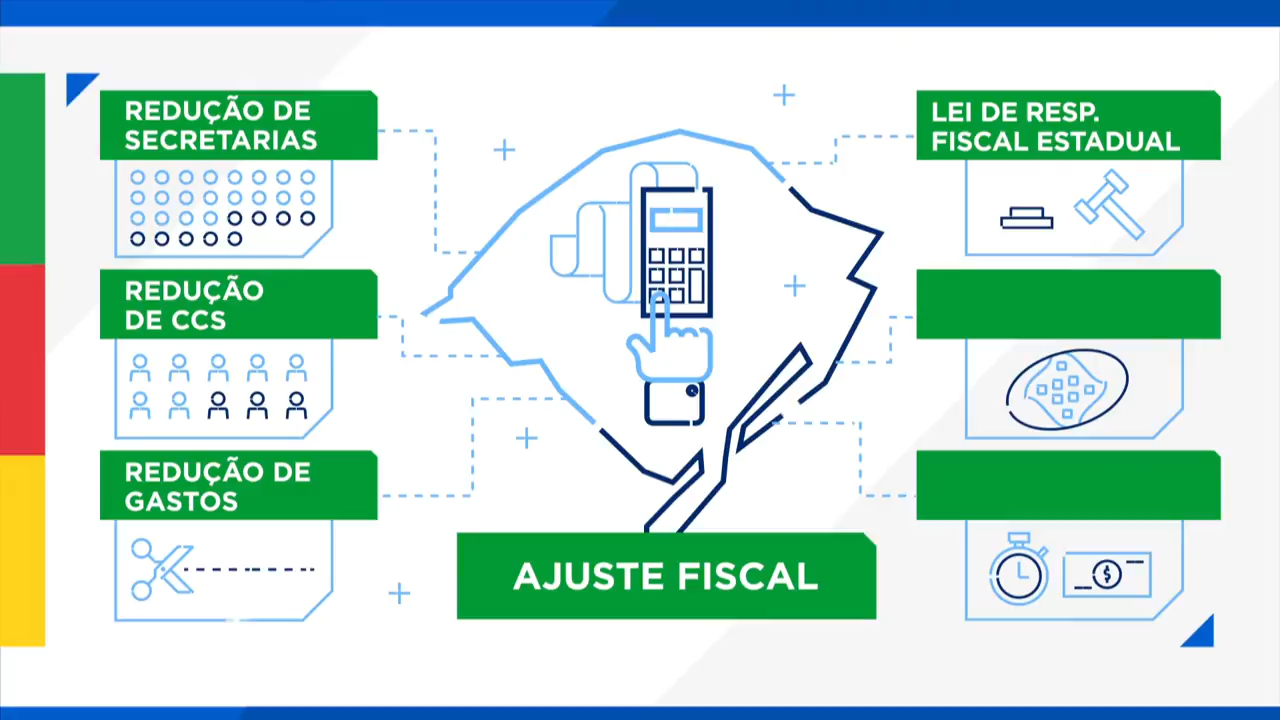 REDUÇÃO DE
SECRETARIAS
REDUÇÃO
DE CCS
REDUÇÃO DE
GASTOS
LEI DE RESP.
FISCAL ESTADUAL
$
AJUSTE FISCAL